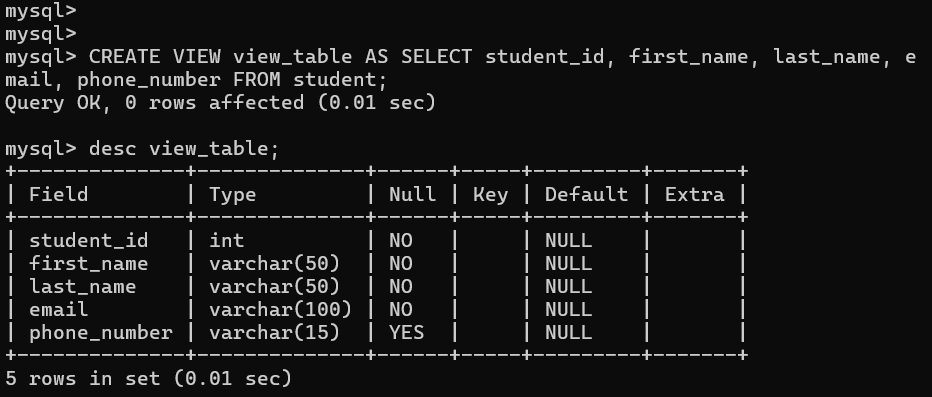 mysql>
mysql>
mysql> CREATE VIEW view_table AS SELECT student_id, first_name, last_name, e
mail, phone_number FROM student;
Query OK, 0 rows affected (0.01 sec)

mysql> desc view_table;
+--------------+--------------+------+-----+---------+-------+
| Field        | Type         | Null | Key | Default | Extra |
+--------------+--------------+------+-----+---------+-------+
| student_id   | int          | NO   |     | NULL    |       |
| first_name   | varchar(50)  | NO   |     | NULL    |       |
| last_name    | varchar(50)  | NO   |     | NULL    |       |
| email        | varchar(100) | NO   |     | NULL    |       |
| phone_number | varchar(15)  | YES  |     | NULL    |       |
+--------------+--------------+------+-----+---------+-------+
5 rows in set (0.01 sec)